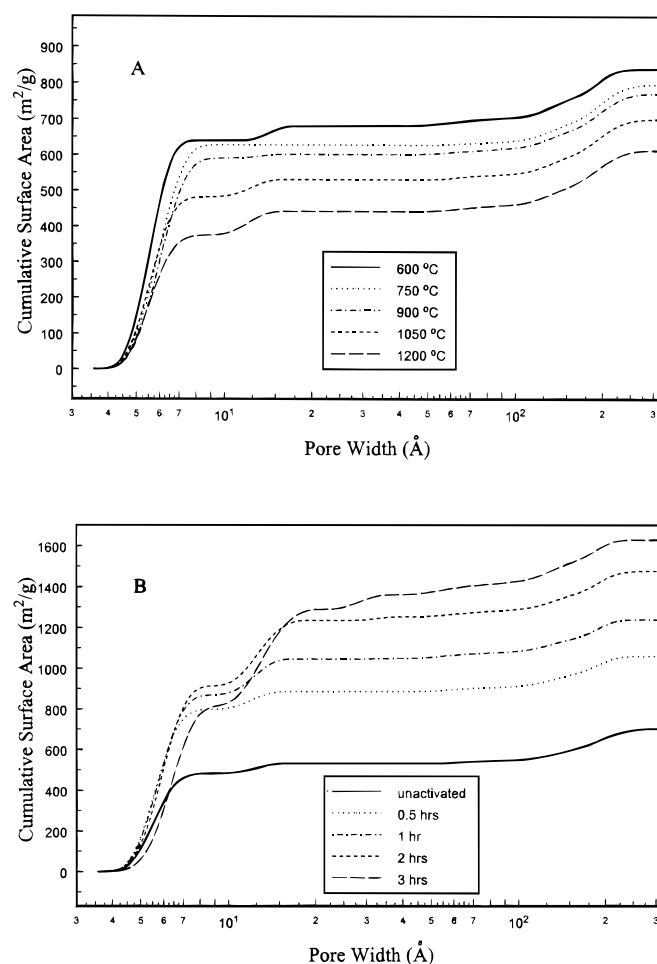 A
Cumulative Surface Area (m²/g)
900
800
700
600
500
400
300
200
100
0
600 °C
750 °C
900 °C
1050 °C
1200 °C
3 4 5 6 7 10¹ 2 3 4 5 6 7 10² 2 3
Pore Width (Å)
B
Cumulative Surface Area (m²/g)
1600
1400
1200
1000
800
600
400
200
0
unactivated
0.5 hrs
1 hr
2 hrs
3 hrs
3 4 5 6 7 10¹ 2 3 4 5 6 7 10² 2 3
Pore Width (Å)